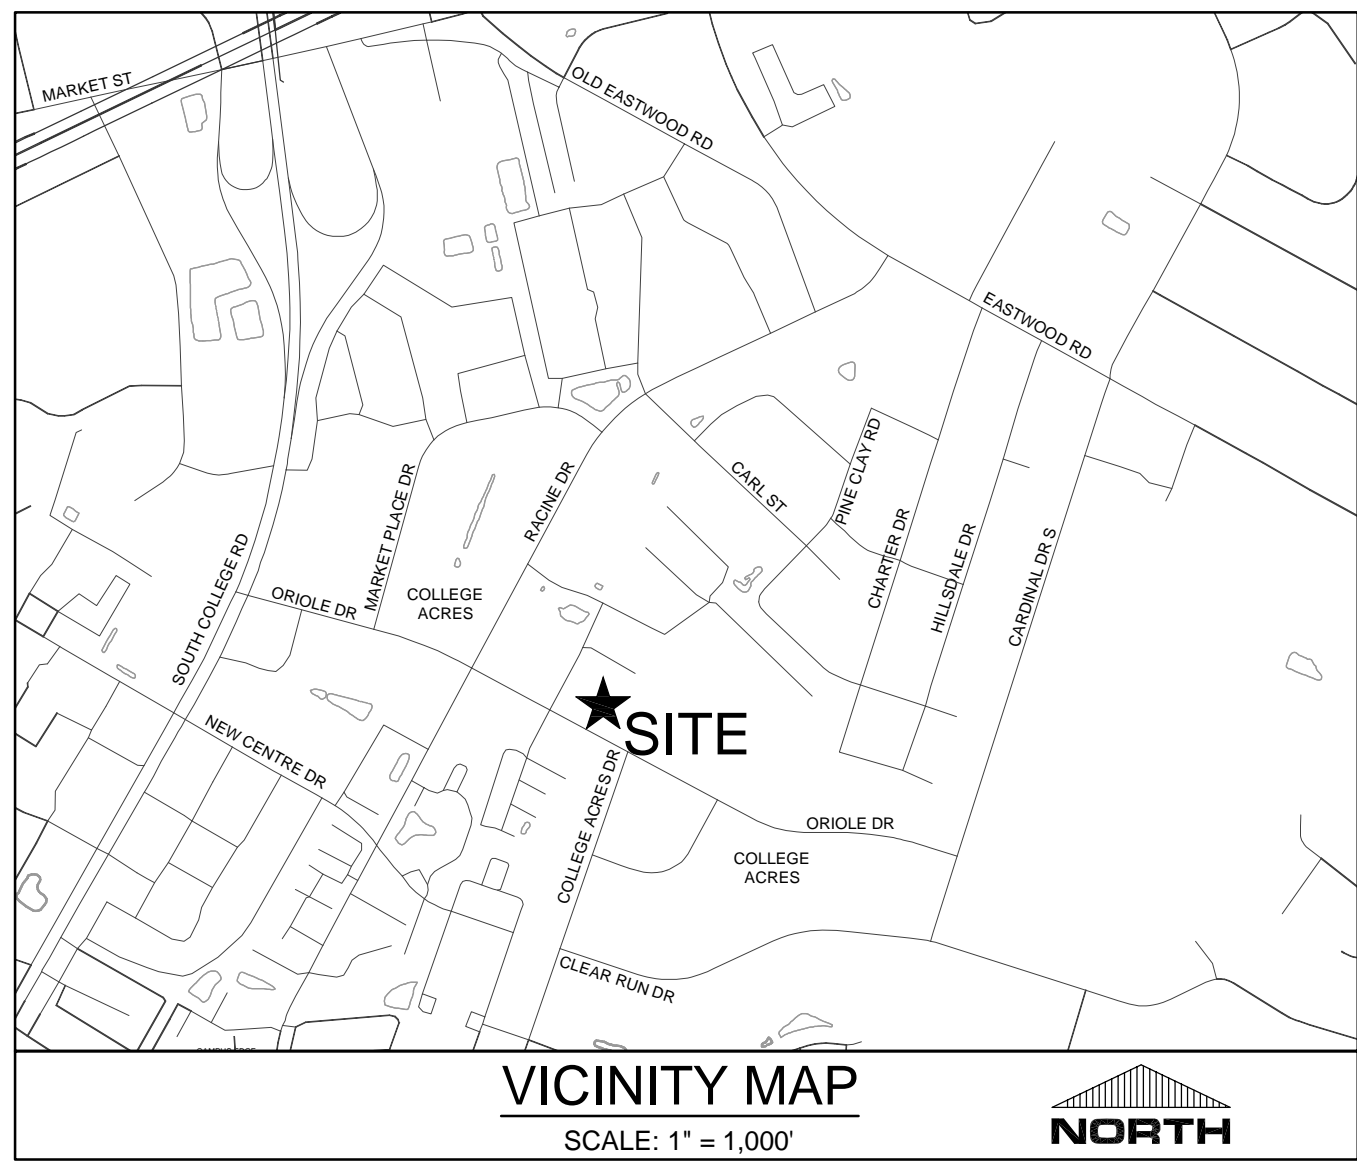 MARKET ST
OLD EASTWOOD RD
EASTWOOD RD
PINE CLAY RD
CARL ST
RACINE DR
MARKET PLACE DR
CHARTER DR
HILLSDALE DR
CARDINAL DR S
SOUTH COLLEGE RD
ORIOLE DR
COLLEGE
ACRES
SITE
NEW CENTRE DR
COLLEGE ACRES DR
ORIOLE DR
COLLEGE
ACRES
CLEAR RUN DR
VICINITY MAP
SCALE: 1" = 1,000'
NORTH